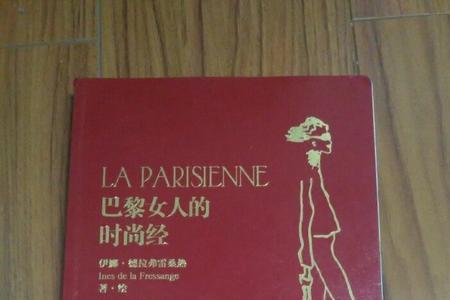 LA PARISIENNE
巴黎女人的
时尚经
伊娜·德拉弗雷桑热
Ines de la Fressange
著·绘